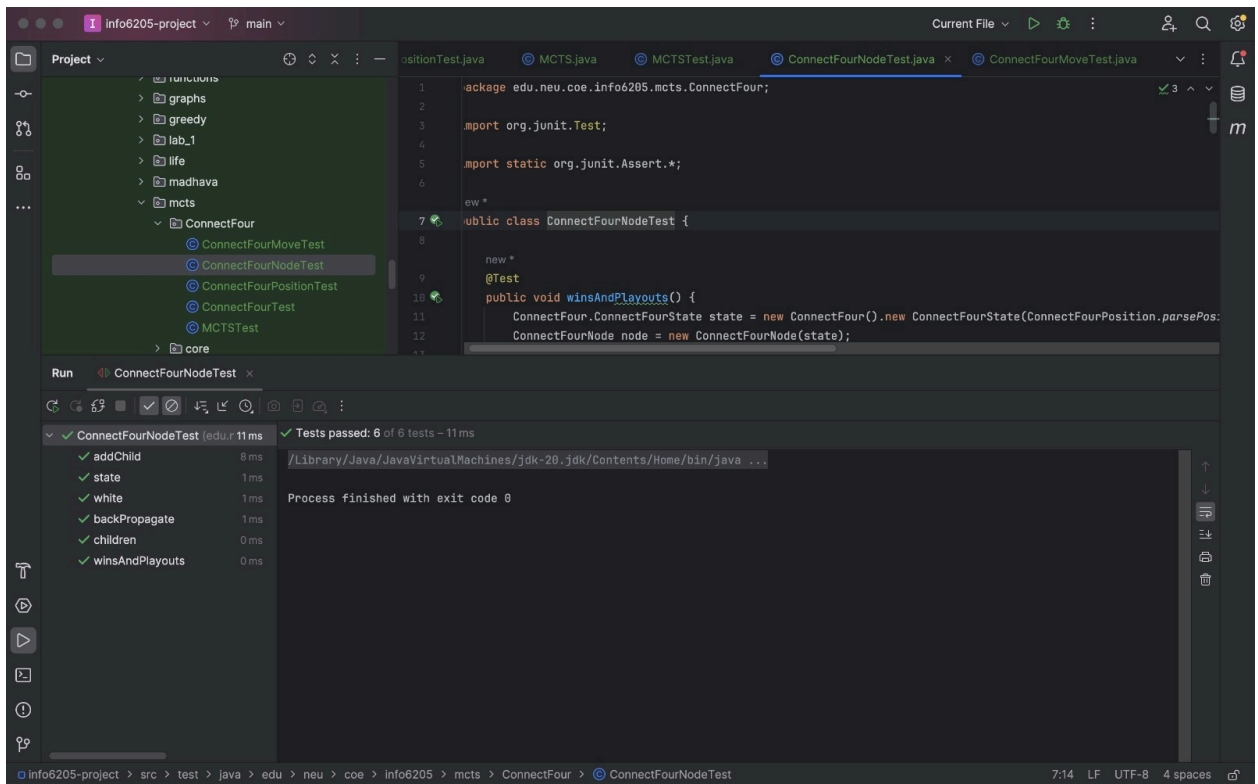 I info6205-project main Current File
Project
functions
graphs
greedy
lab_1
life
madhava
mcts
ConnectFour
ConnectFourMoveTest
ConnectFourNodeTest
ConnectFourPositionTest
ConnectFourTest
MCTSTest
core
ositionTest.java MCTS.java MCTSTest.java ConnectFourNodeTest.java × ConnectFourMoveTest.java
3
1 ackage edu.neu.coe.info6205.mcts.ConnectFour;
2
3 mport org.junit.Test;
4
5 mport static org.junit.Assert.*;
6
ew *
7 ublic class ConnectFourNodeTest {
8
new *
9 @Test
10 public void winsAndPlayouts() {
11 ConnectFour.ConnectFourState state = new ConnectFour().new ConnectFourState(ConnectFourPosition.parsePos
12 ConnectFourNode node = new ConnectFourNode(state);
13
m
Run ConnectFourNodeTest ×
ConnectFourNodeTest (edu.r 11 ms
addChild 8 ms
state 1 ms
white 1 ms
backPropagate 1 ms
children 0 ms
winsAndPlayouts 0 ms
Tests passed: 6 of 6 tests – 11 ms
/Library/Java/JavaVirtualMachines/jdk-20.jdk/Contents/Home/bin/java ...
Process finished with exit code 0
info6205-project > src > test > java > edu > neu > coe > info6205 > mcts > ConnectFour > ConnectFourNodeTest 7:14 LF UTF-8 4 spaces